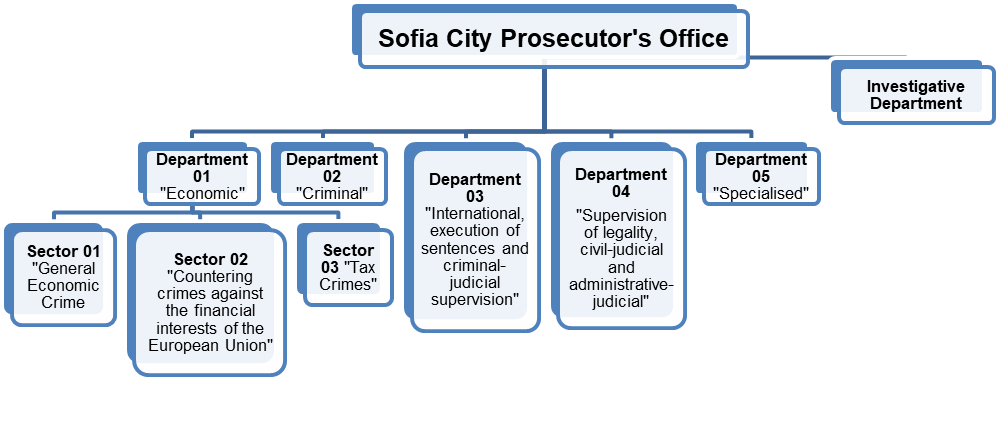 Sofia City Prosecutor's Office
Investigative
Department
Department
01
"Economic"
Department
02
"Criminal"
Department
03
"International,
execution of
sentences and
criminal-
judicial
supervision"
Department
04
"Supervision
of legality,
civil-judicial
and
administrative-
judicial"
Department
05
"Specialised"
Sector 01
"General
Economic
Crime
Sector 02
"Countering
crimes against
the financial
interests of the
European Union"
Sector
03 "Tax
Crimes"